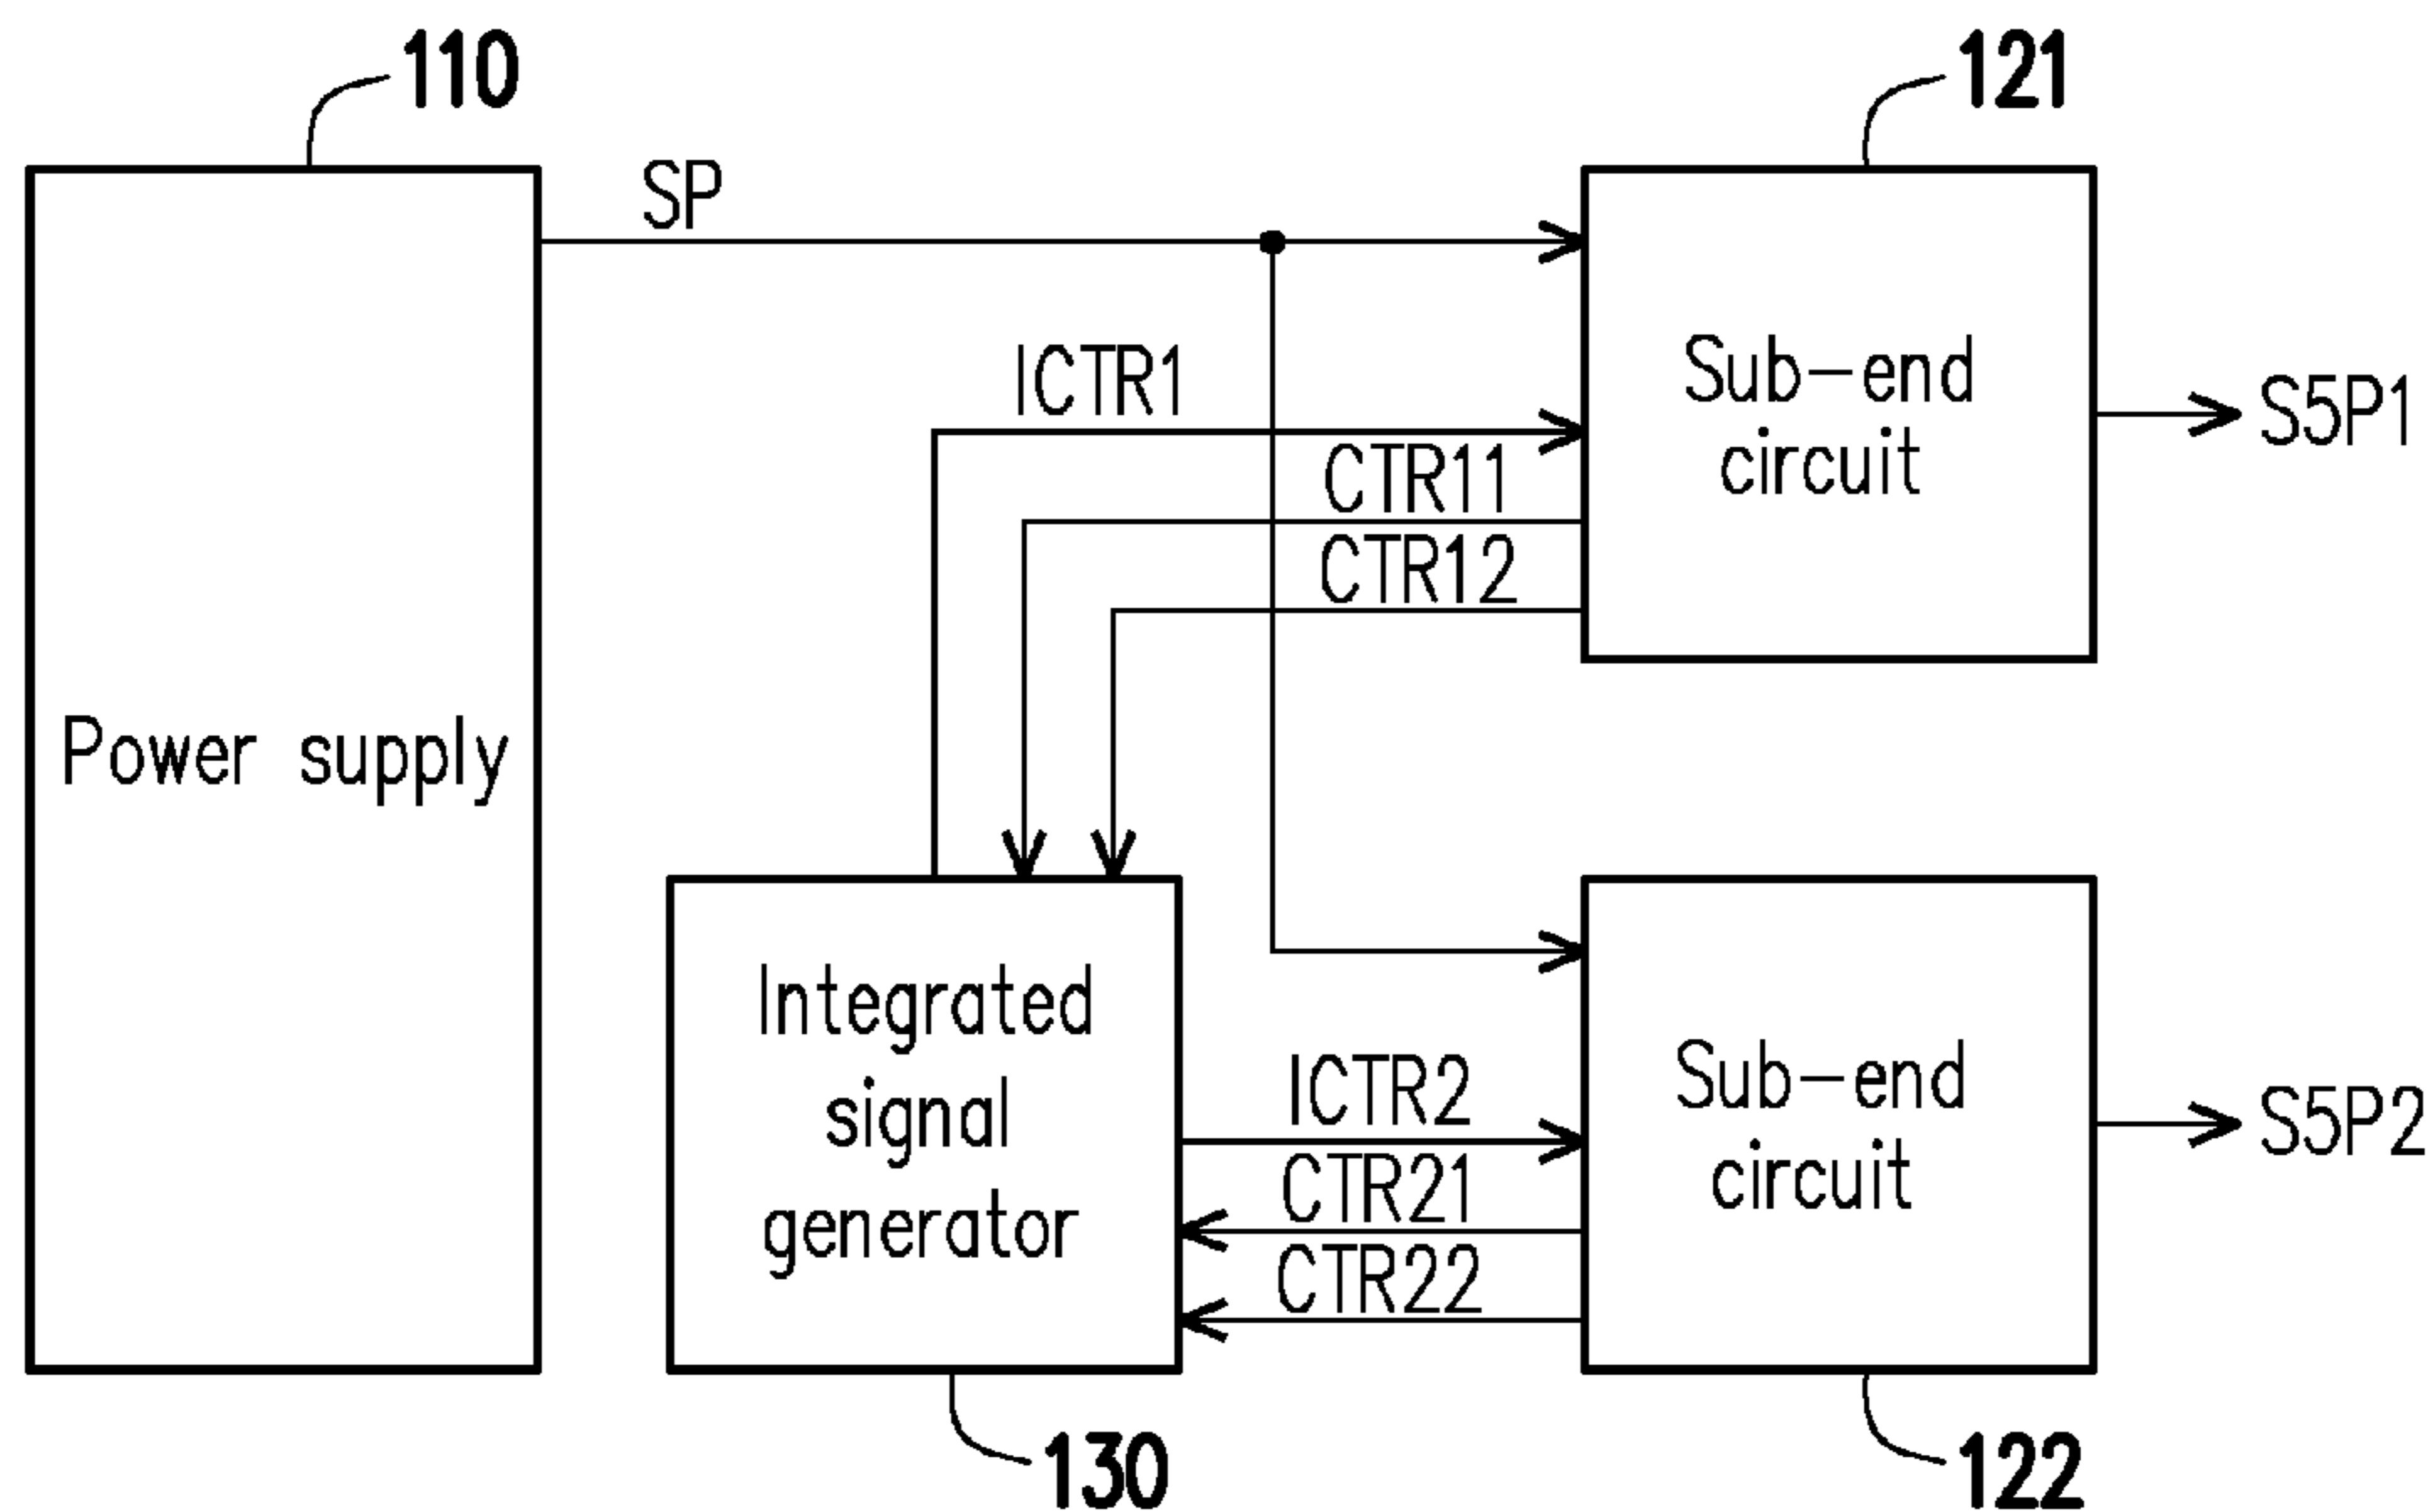 110
121
SP
ICTR1
Sub-end
circuit
S5P1
CTR11
CTR12
Power supply
Integrated
signal
generator
ICTR2
CTR21
CTR22
Sub-end
circuit
S5P2
130
122